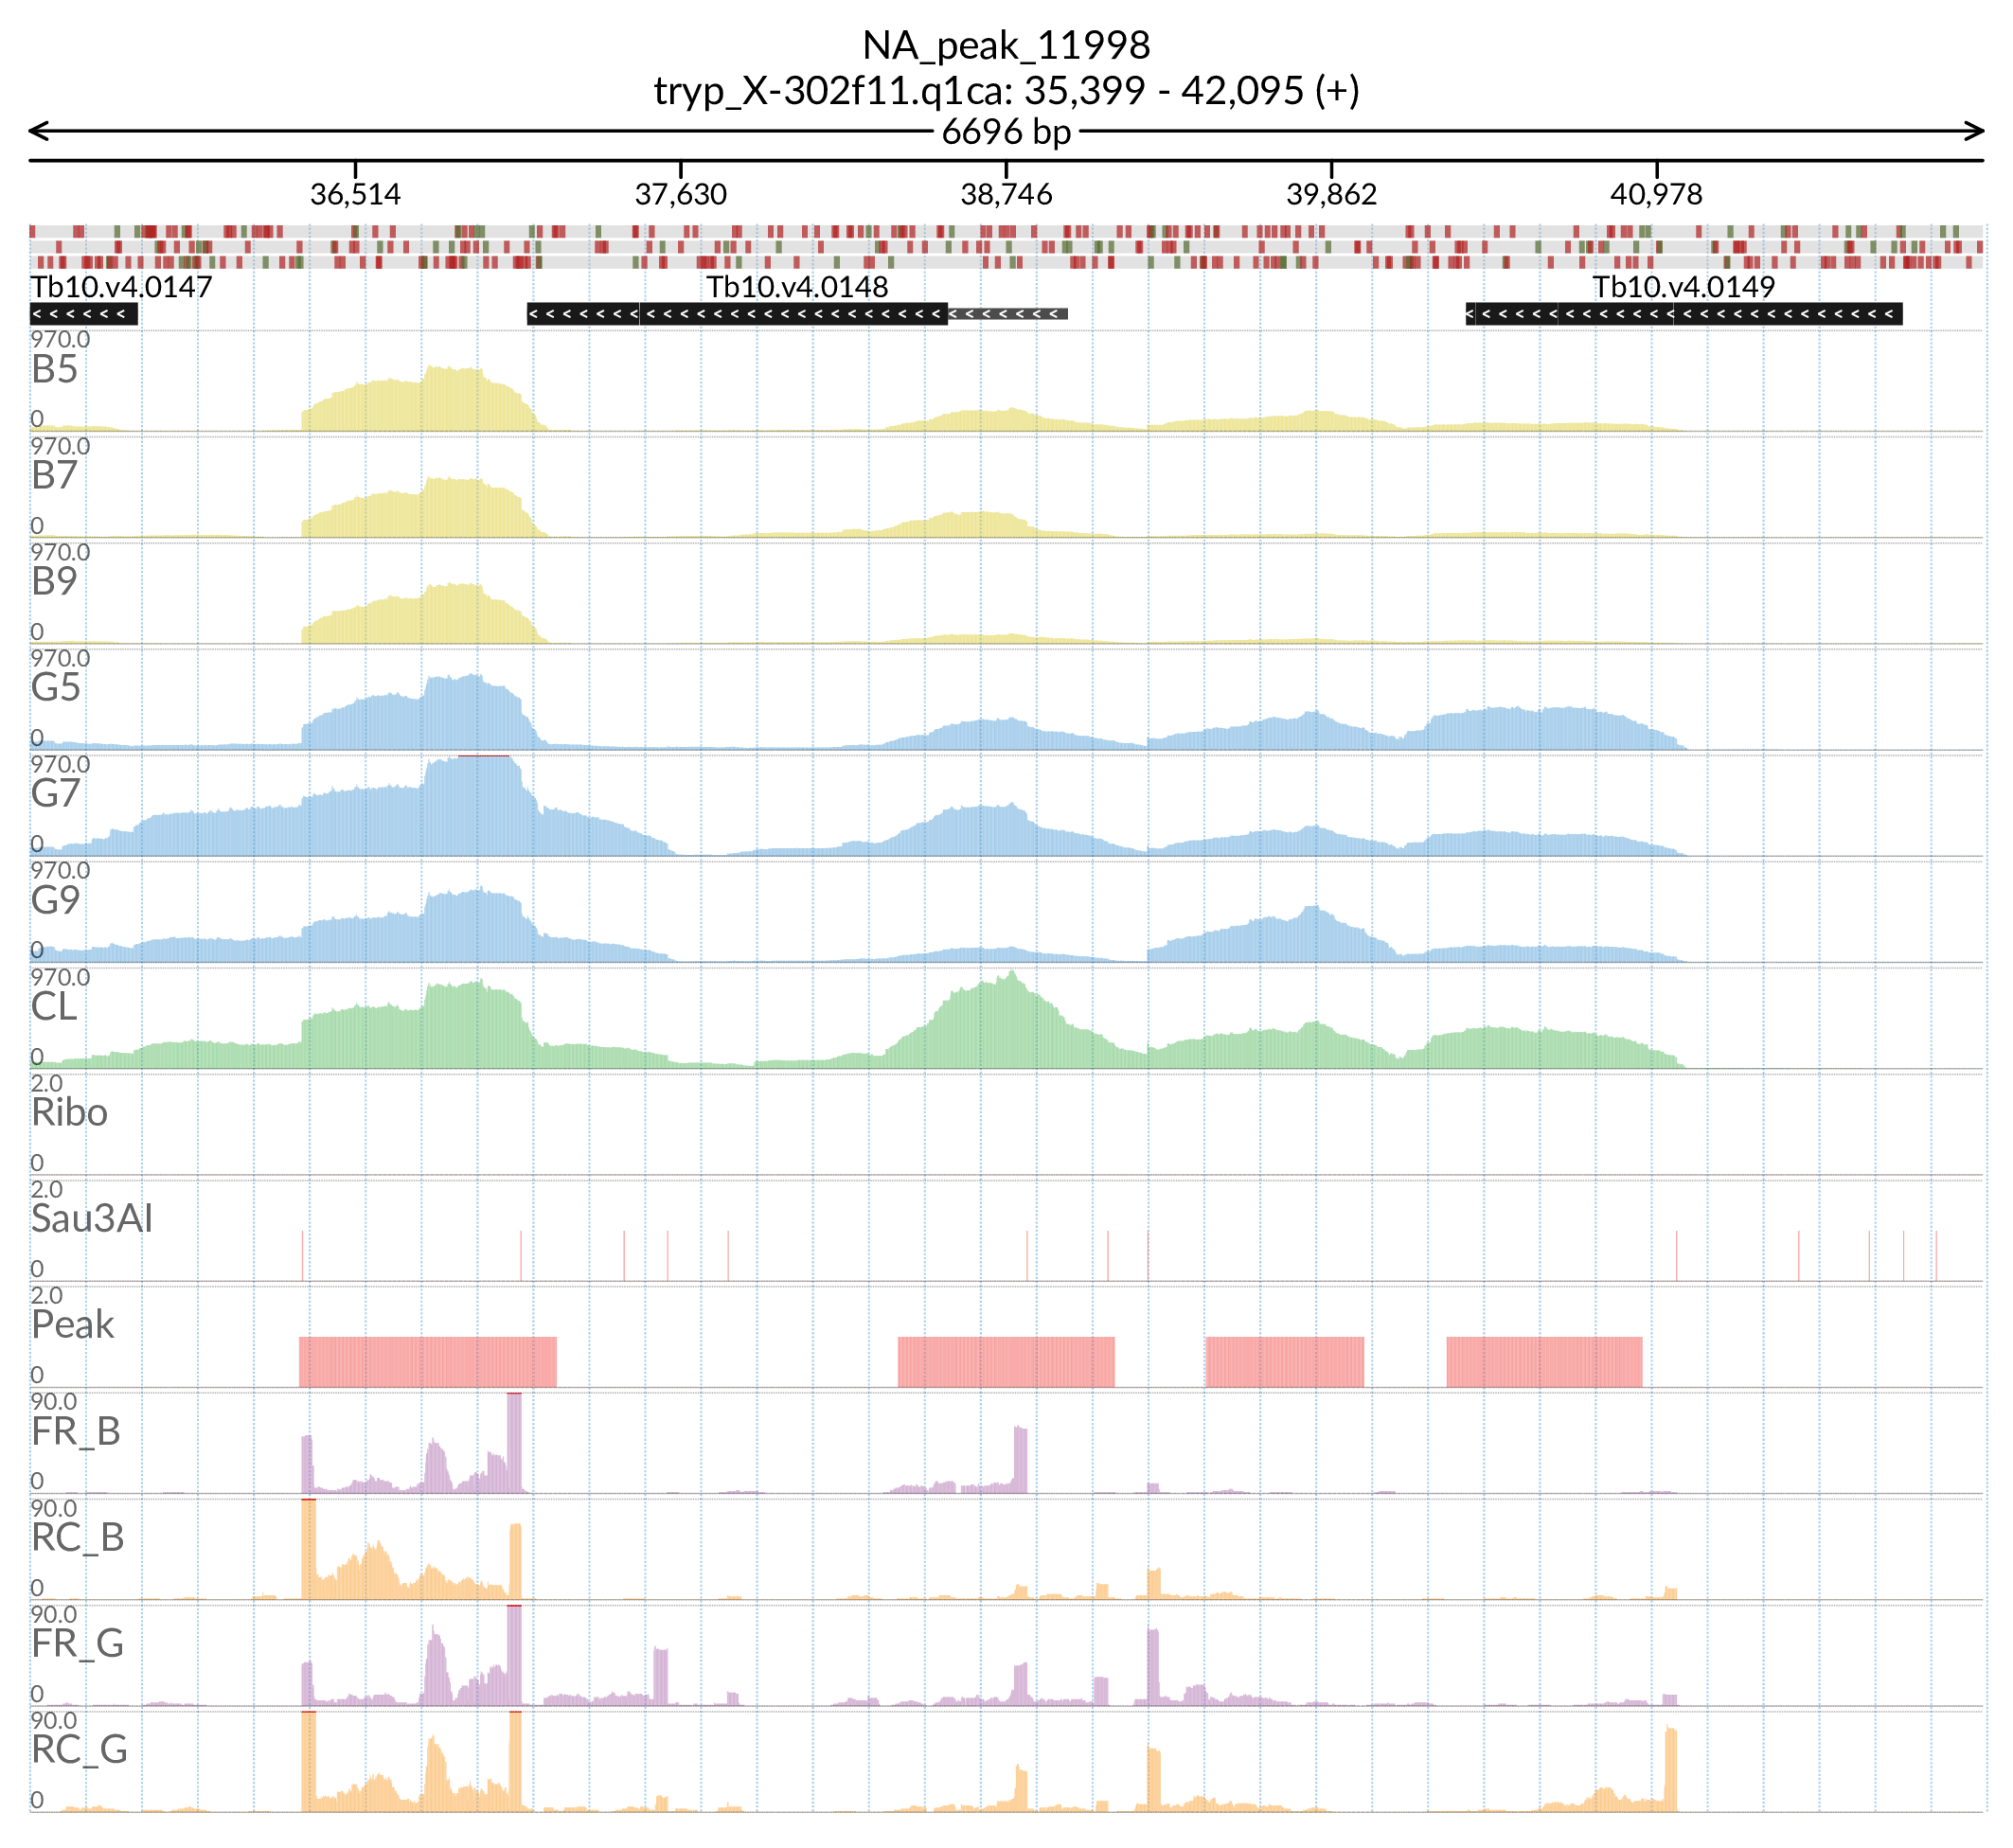 NA_peak_11998
tryp_X-302f11.q1ca: 35,399 - 42,095 (+)
6696 bp
36,514 37,630 38,746 39,862 40,978
Tb10.v4.0147 Tb10.v4.0148 Tb10.v4.0149
970.0
B5
0
970.0
B7
0
970.0
B9
0
970.0
G5
0
970.0
G7
0
970.0
G9
0
970.0
CL
0
2.0
Ribo
0
2.0
Sau3AI
0
2.0
Peak
0
90.0
FR_B
0
90.0
RC_B
0
90.0
FR_G
0
90.0
RC_G
0